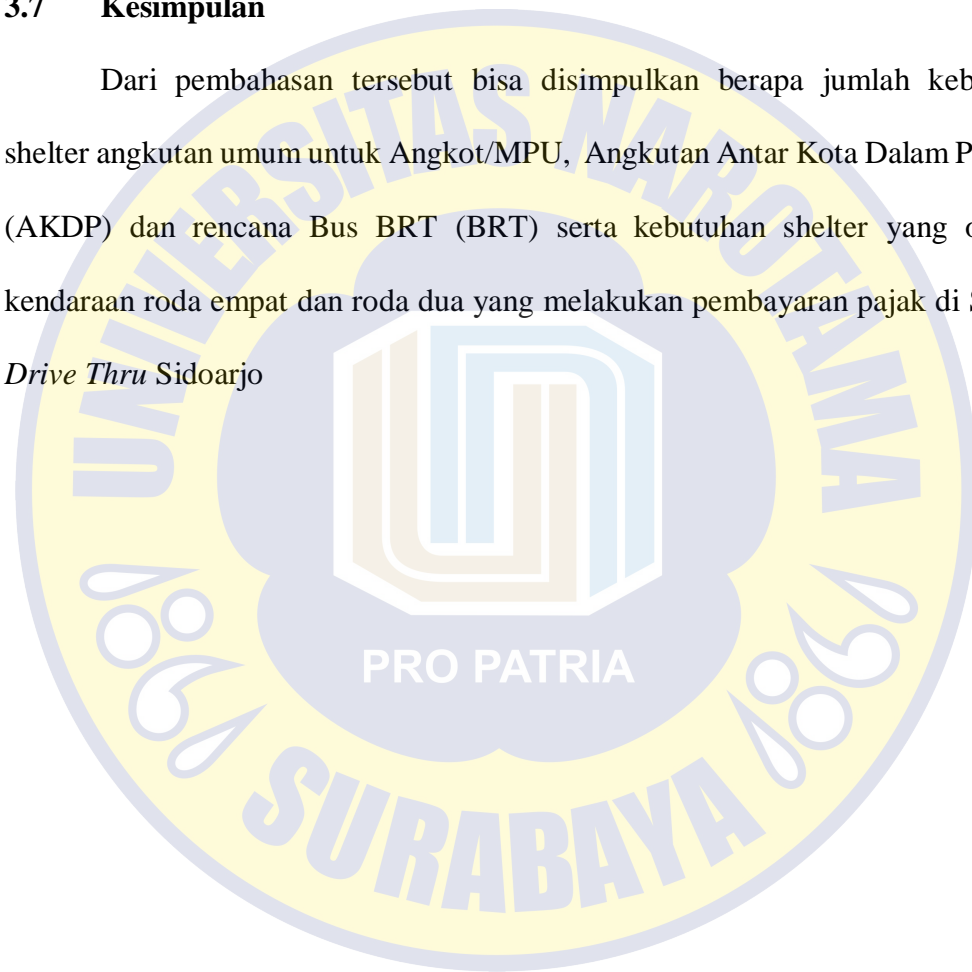 3.7 Kesimpulan
Dari pembahasan tersebut bisa disimpulkan berapa jumlah keb
shelter angkutan umum untuk Angkot/MPU, Angkutan Antar Kota Dalam P
(AKDP) dan rencana Bus BRT (BRT) serta kebutuhan shelter yang o
kendaraan roda empat dan roda dua yang melakukan pembayaran pajak di S
Drive Thru Sidoarjo
UNIVERSITAS NAROTAMA
PRO PATRIA
SURABAYA